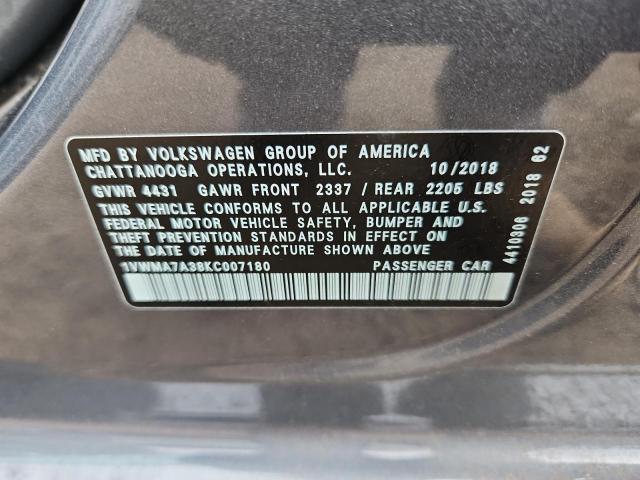 MFD BY VOLKSWAGEN GROUP OF AMERICA
CHATTANOOGA OPERATIONS, LLC. 10/2018
GVWR 4431 GAWR FRONT 2337 / REAR 2205 LBS
THIS VEHICLE CONFORMS TO ALL APPLICABLE U.S.
FEDERAL MOTOR VEHICLE SAFETY, BUMPER AND
THEFT PREVENTION STANDARDS IN EFFECT ON
THE DATE OF MANUFACTURE SHOWN ABOVE
1VWMA7A38KC007180 PASSENGER CAR
4410906 2018 62